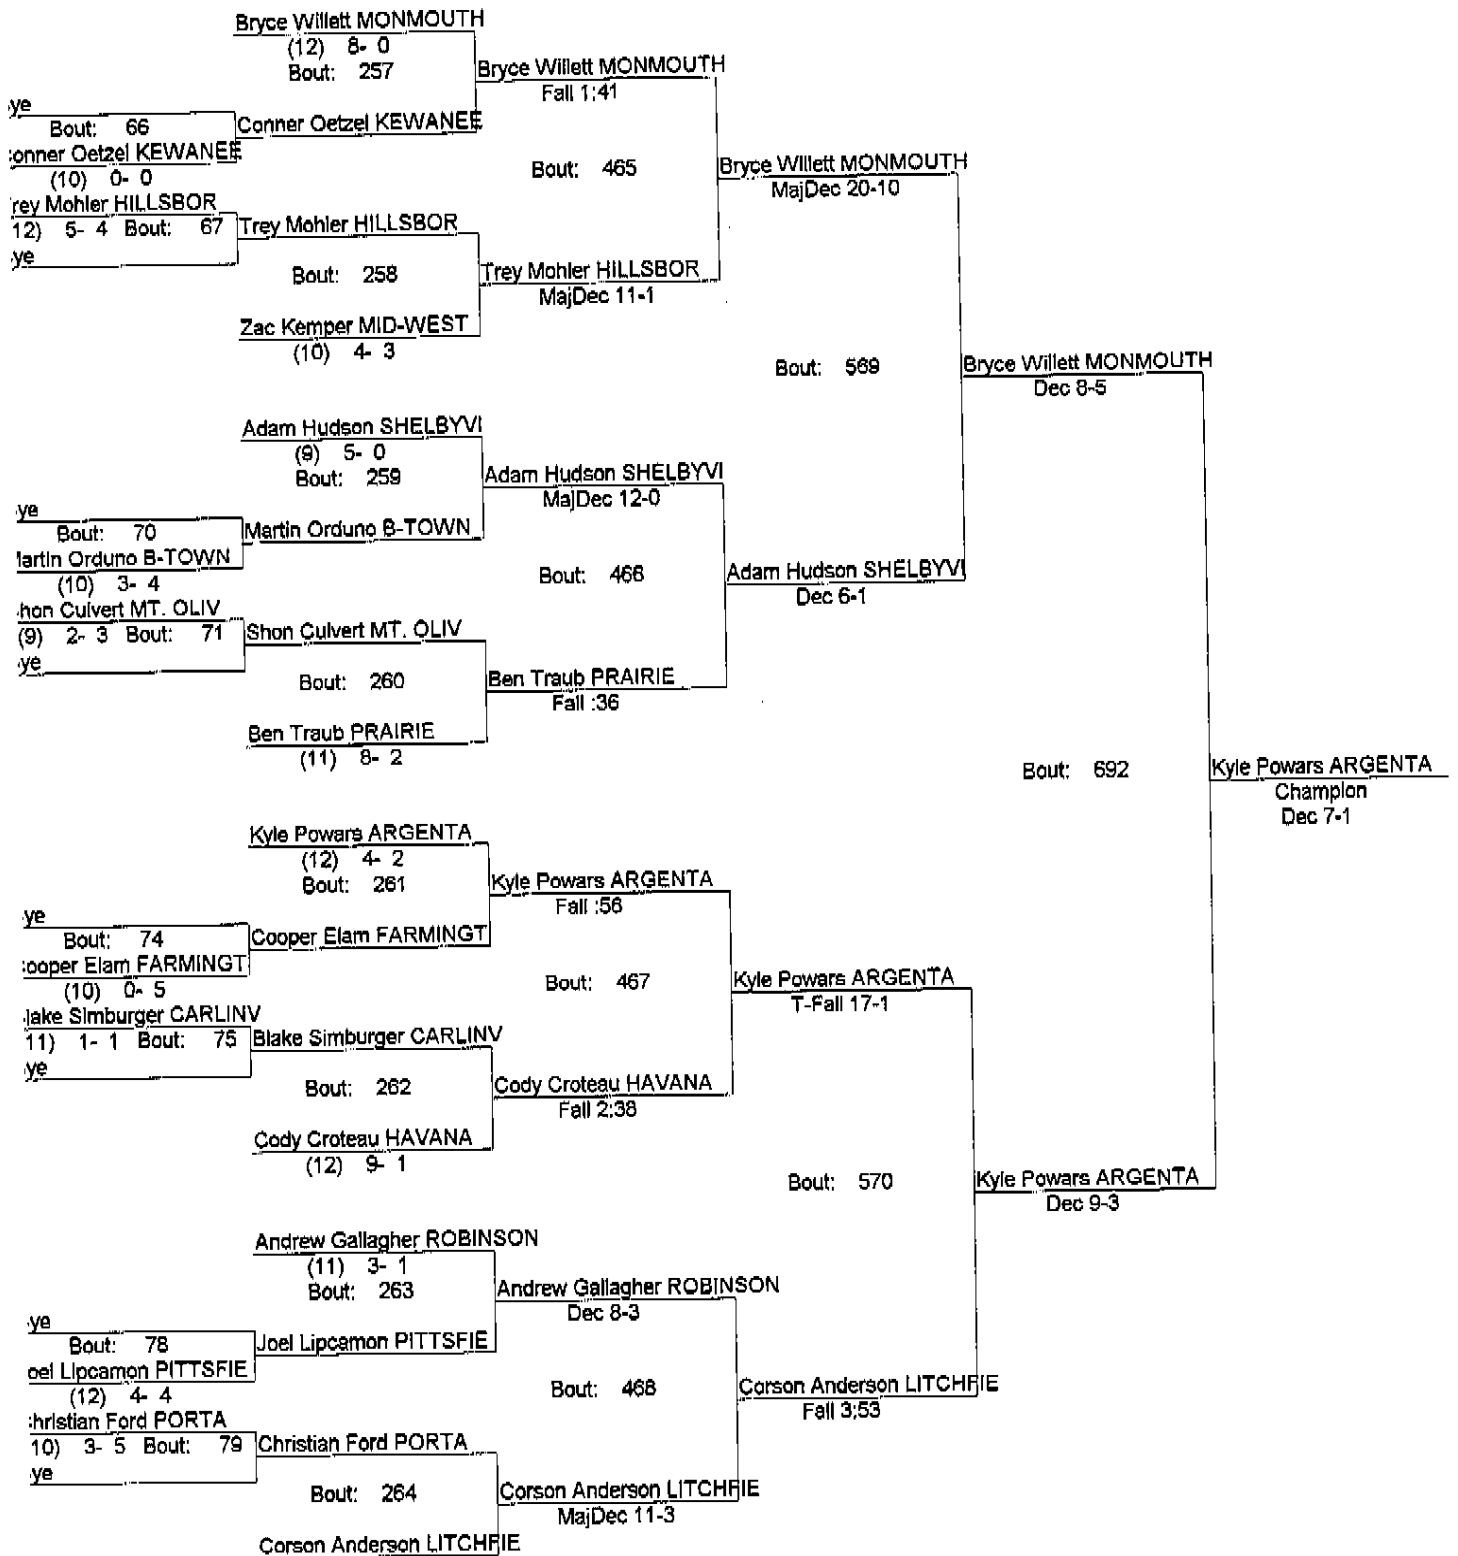 Bryce Willett MONMOUTH
(12) 8- 0
Bout: 257
Bryce Willett MONMOUTH
Fall 1:41
ye
Bout: 66
Conner Oetzel KEWANEE
onner Oetzel KEWANEE
(10) 0- 0
Bout: 465
Bryce Willett MONMOUTH
MajDec 20-10
rey Mohler HILLSBOR
12) 5- 4 Bout: 67
Trey Mohler HILLSBOR
ye
Bout: 258
Trey Mohler HILLSBOR
MajDec 11-1
Zac Kemper MID-WEST
(10) 4- 3
Bout: 569
Bryce Willett MONMOUTH
Dec 8-5
Adam Hudson SHELBYVI
(9) 5- 0
Bout: 259
Adam Hudson SHELBYVI
MajDec 12-0
ye
Bout: 70
Martin Orduno B-TOWN
artin Orduno B-TOWN
(10) 3- 4
Bout: 466
Adam Hudson SHELBYVI
Dec 6-1
hon Culvert MT. OLIV
(9) 2- 3 Bout: 71
Shon Culvert MT. OLIV
ye
Bout: 260
Ben Traub PRAIRIE
Fall :36
Ben Traub PRAIRIE
(11) 8- 2
Bout: 692
Kyle Powars ARGENTA
Champion
Dec 7-1
Kyle Powars ARGENTA
(12) 4- 2
Bout: 261
Kyle Powars ARGENTA
Fall :56
ye
Bout: 74
Cooper Elam FARMINGT
ooper Elam FARMINGT
(10) 0- 5
Bout: 467
Kyle Powars ARGENTA
T-Fall 17-1
lake Simburger CARLINV
11) 1- 1 Bout: 75
Blake Simburger CARLINV
ye
Bout: 262
Cody Croteau HAVANA
Fall 2:38
Cody Croteau HAVANA
(12) 9- 1
Bout: 570
Kyle Powars ARGENTA
Dec 9-3
Andrew Gallagher ROBINSON
(11) 3- 1
Bout: 263
Andrew Gallagher ROBINSON
Dec 8-3
ye
Bout: 78
Joel Lipcamon PITTSFIE
oel Lipcamon PITTSFIE
(12) 4- 4
Bout: 468
Corson Anderson LITCHFIE
Fall 3:53
hristian Ford PORTA
10) 3- 5 Bout: 79
Christian Ford PORTA
ye
Bout: 264
Corson Anderson LITCHFIE
MajDec 11-3
Corson Anderson LITCHFIE